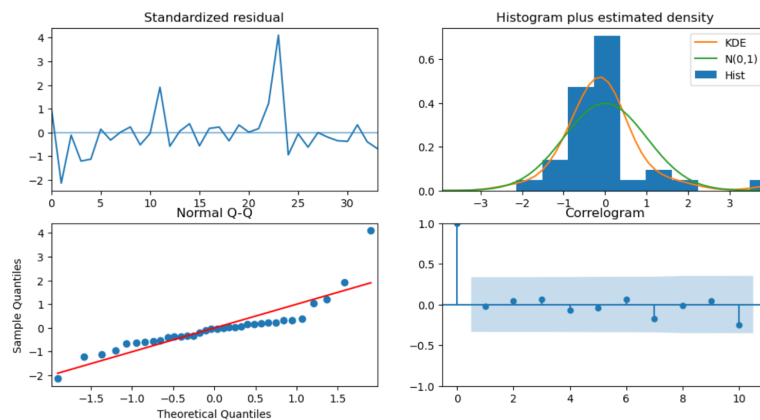 Standardized residual
4
3
2
1
0
−1
−2
0 5 10 15 20 25 30
Histogram plus estimated density
KDE
N(0,1)
Hist
0.6
0.4
0.2
0.0
−3 −2 −1 0 1 2 3
Normal Q-Q
Sample Quantiles
4
3
2
1
0
−1
−2
−1.5 −1.0 −0.5 0.0 0.5 1.0 1.5
Theoretical Quantiles
Correlogram
1.0
0.5
0.0
−0.5
−1.0
0 2 4 6 8 10